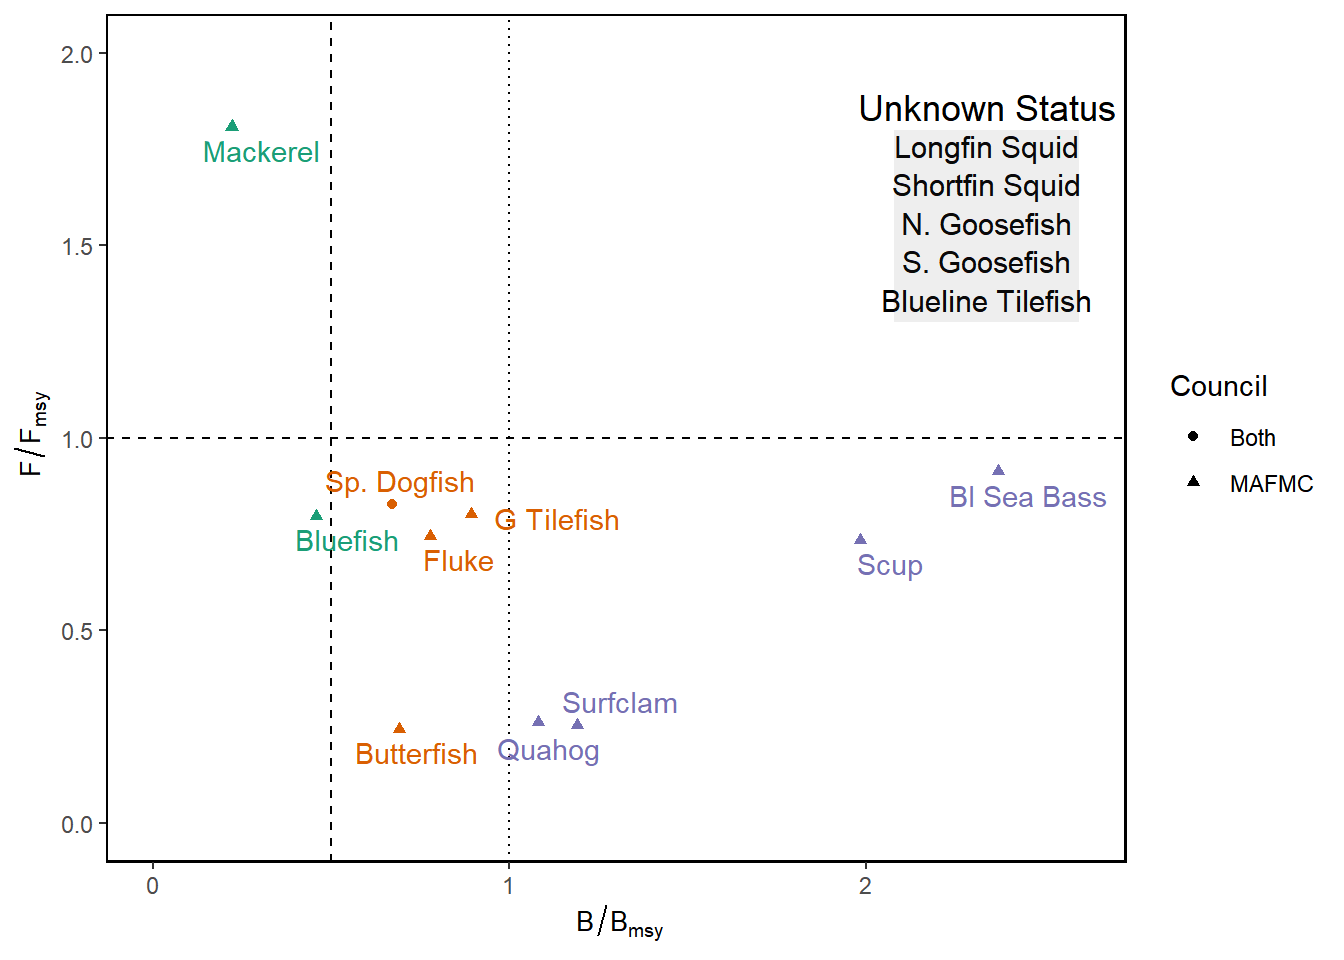 2.0
1.5
1.0
0.5
0.0
F/Fmsy
Mackerel
Unknown Status
Longfin Squid
Shortfin Squid
N. Goosefish
S. Goosefish
Blueline Tilefish
Sp. Dogfish
Bl Sea Bass
G Tilefish
Bluefish
Fluke
Scup
Surfclam
Quahog
Butterfish
0
1
2
B/Bmsy
Council
Both
MAFMC